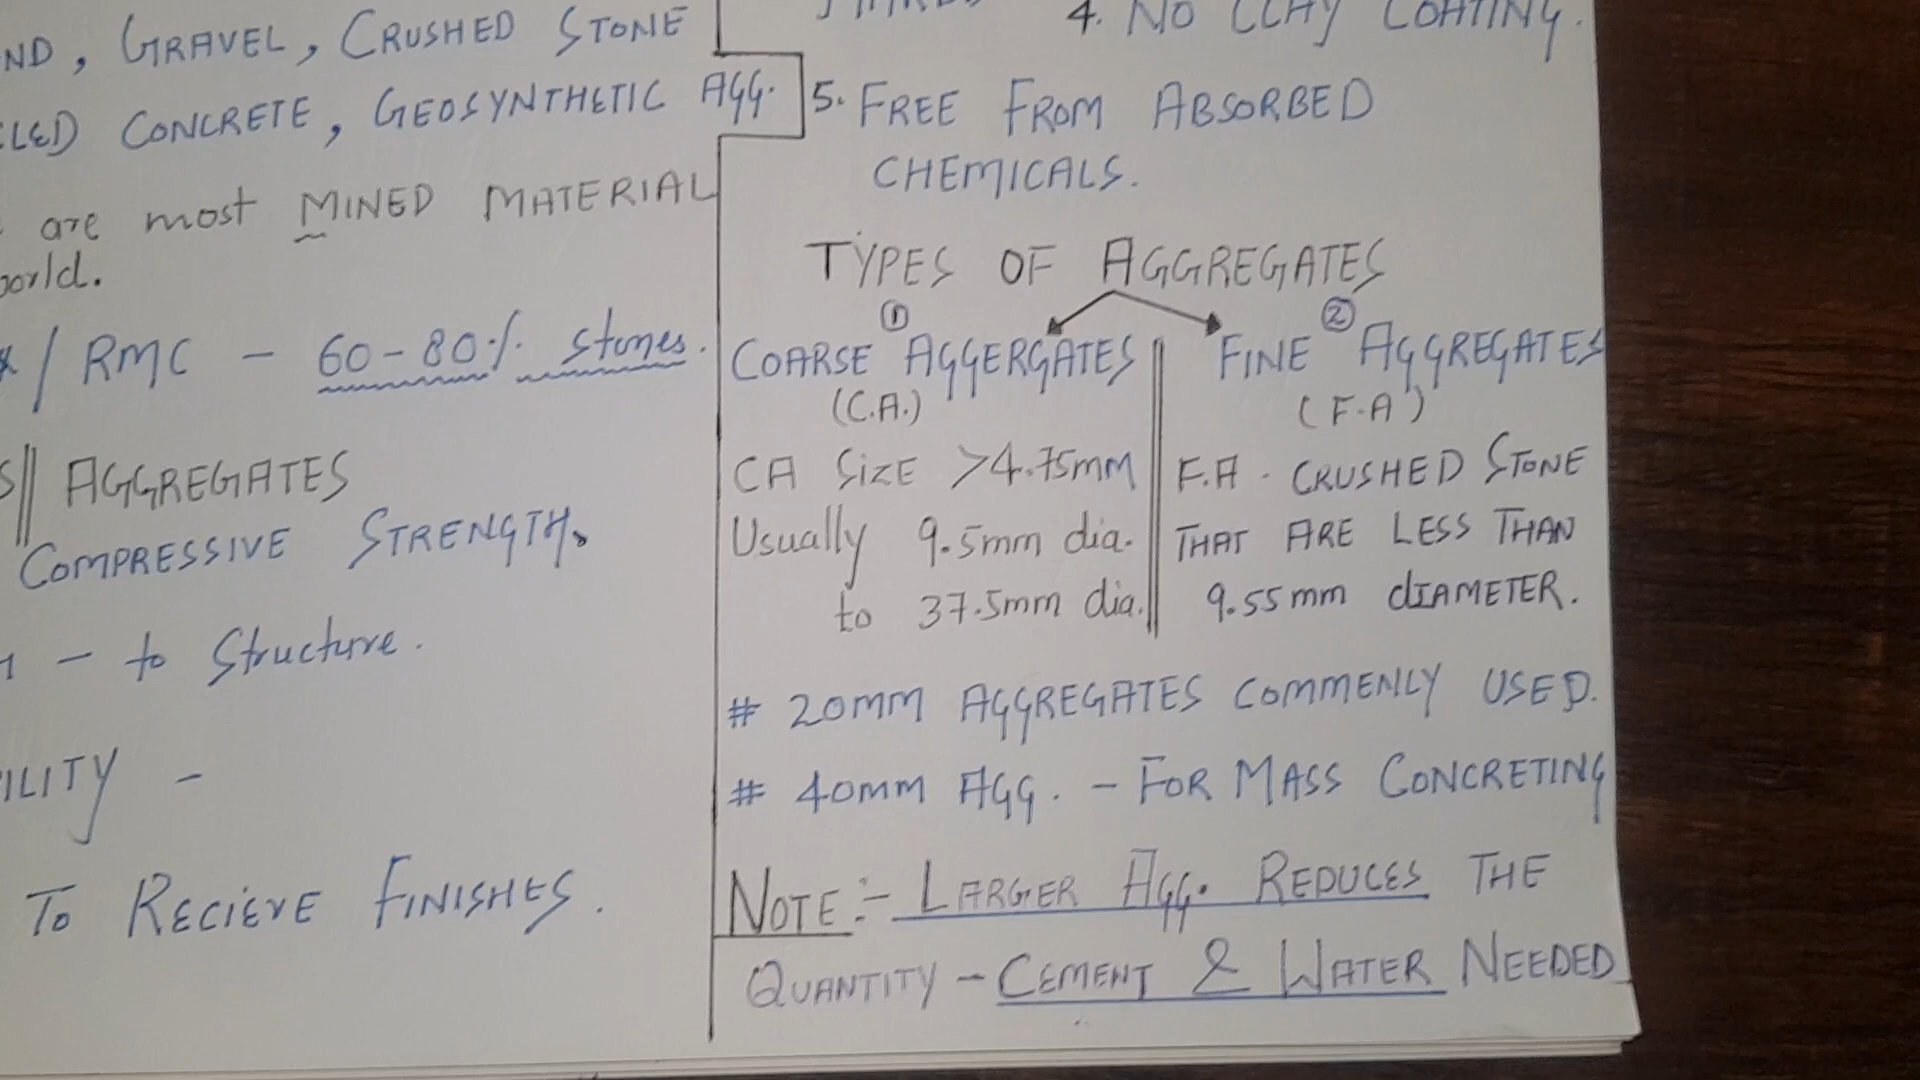 ND, GRAVEL, CRUSHED STONE
CLED CONCRETE, GEOSYNTHETIC AGG.
are most MINED MATERIAL
world.
/ RMC - 60-80% stones.
S|| AGGREGATES
COMPRESSIVE STRENGTH.
- to Structure.
ILITY -
To RECIEVE FINISHES.
4. NO CLAY COATING.
5. FREE FROM ABSORBED
CHEMICALS.
TYPES OF AGGREGATES
① ②
COARSE AGGERGATES || FINE AGGREGATES
(C.A.) (F.A)
CA SiZE >4.75mm || F.A. CRUSHED STONE
Usually 9.5mm dia. || THAT ARE LESS THAN
to 37.5mm dia. || 9.55mm dIAMETER.
# 20MM AGGREGATES COMMENLY USED.
# 40MM AGG. - FOR MASS CONCRETING
NOTE:- LARGER AGG. REDUCES THE
QUANTITY - CEMENT & WATER NEEDED